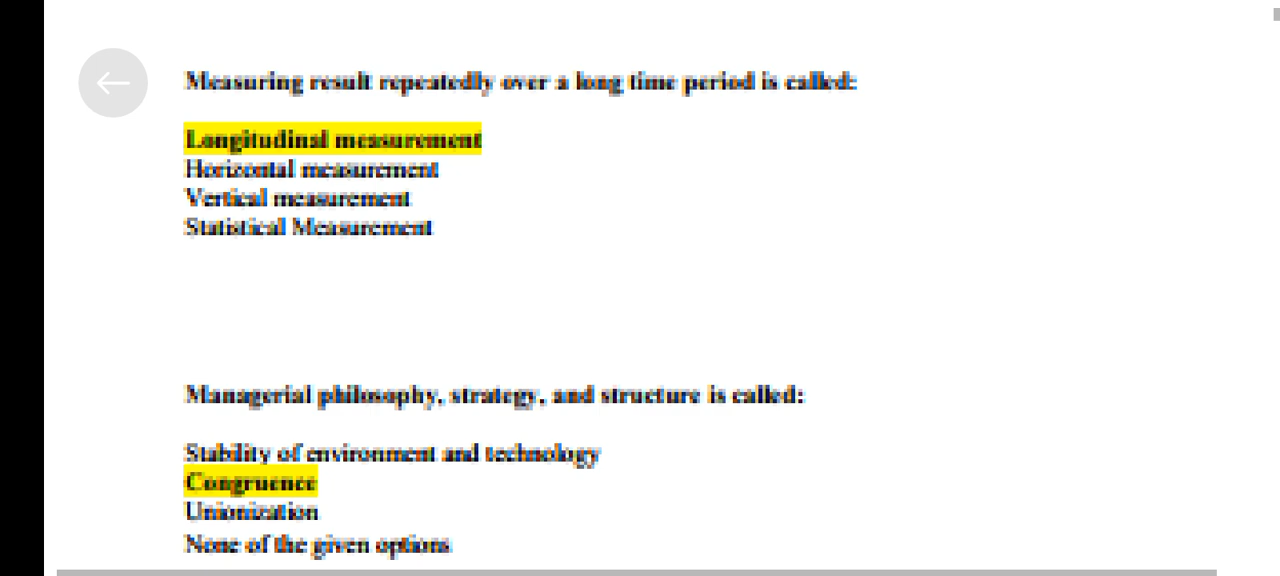 Measuring result repeatedly over a long time period is called:
Longitudinal measurement
Horizontal measurement
Vertical measurement
Statistical Measurement
Managerial philosophy, strategy, and structure is called:
Stability of environment and technology
Congruence
Unionization
None of the given options